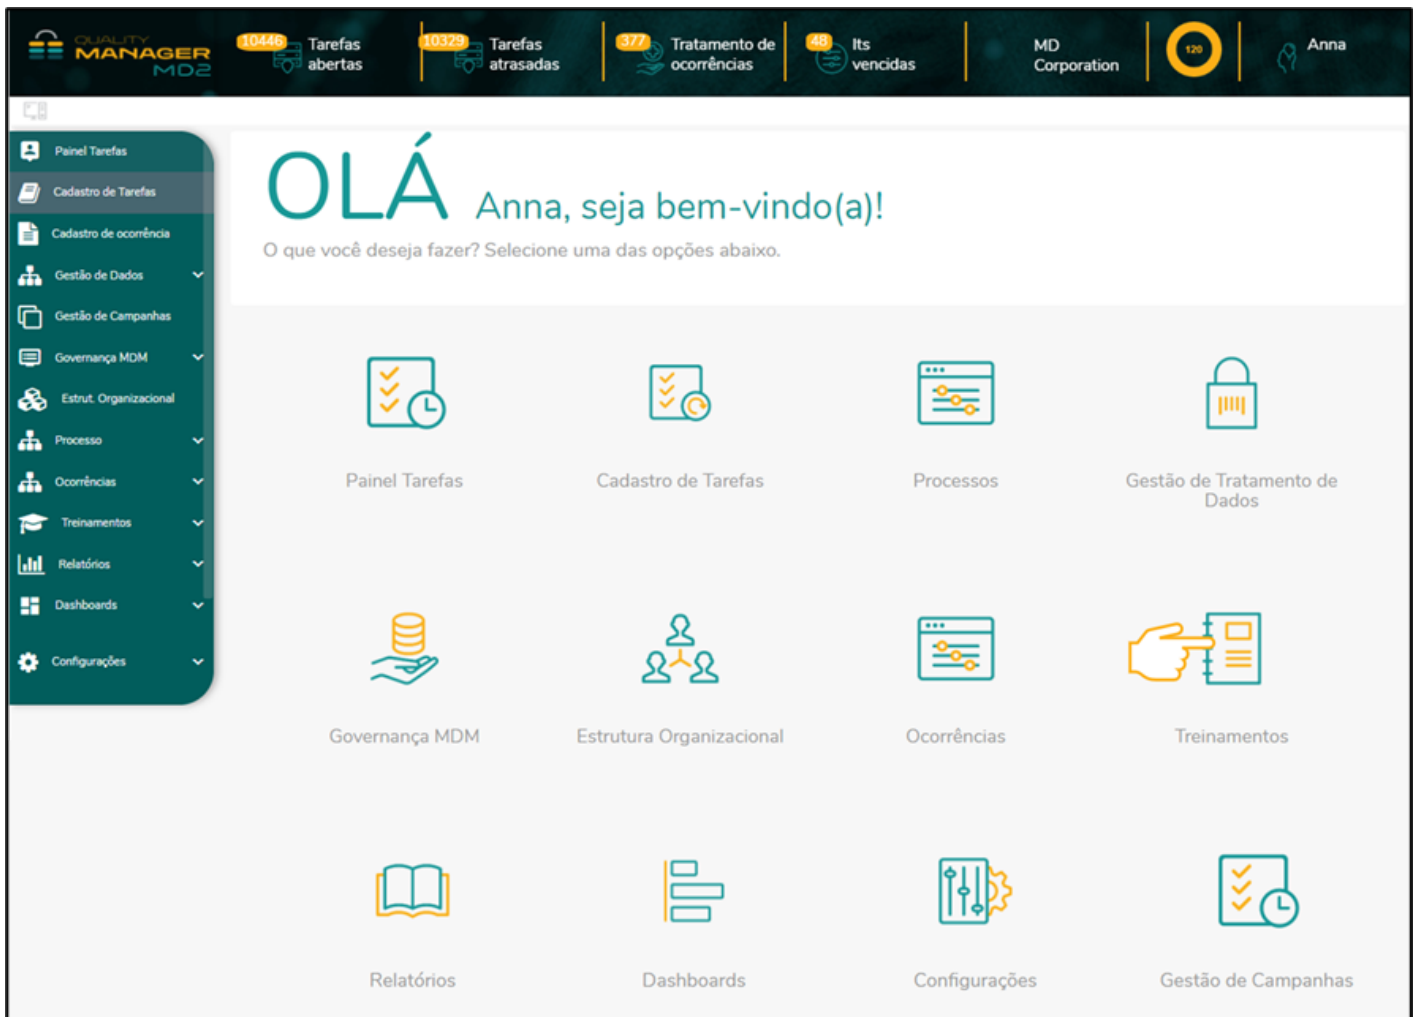 QUALITY
MANAGER
MD2
10446
Tarefas
abertas
10329
Tarefas
atrasadas
377
Tratamento de
ocorrências
48
Its
vencidas
MD
Corporation
120
Anna
Painel Tarefas
Cadastro de Tarefas
Cadastro de ocorrência
Gestão de Dados
Gestão de Campanhas
Governança MDM
Estrut. Organizacional
Processo
Ocorrências
Treinamentos
Relatórios
Dashboards
Configurações
OLÁ Anna, seja bem-vindo(a)!
O que você deseja fazer? Selecione uma das opções abaixo.
Painel Tarefas
Cadastro de Tarefas
Processos
Gestão de Tratamento de
Dados
Governança MDM
Estrutura Organizacional
Ocorrências
Treinamentos
Relatórios
Dashboards
Configurações
Gestão de Campanhas